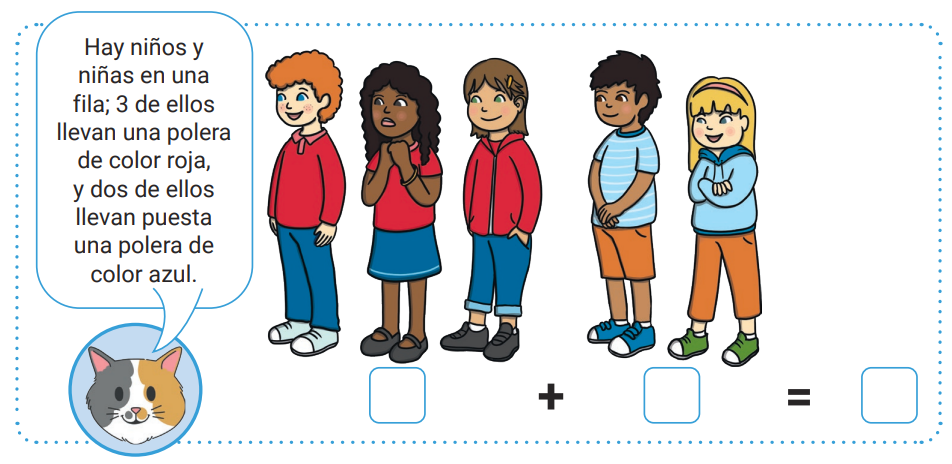 Hay niños y
niñas en una
fila; 3 de ellos
llevan una polera
de color roja,
y dos de ellos
llevan puesta
una polera de
color azul.
+ =